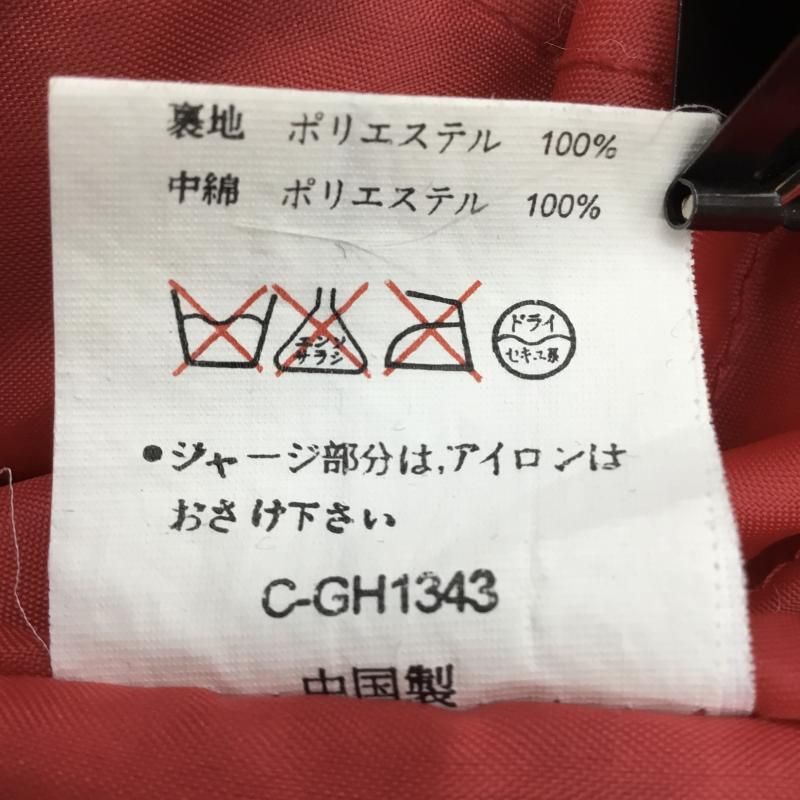 裏地 ポリエステル 100%
中綿 ポリエステル 100%
エンソ
サラシ
ドライ
セキユ系
•ジャージ部分は,アイロンは
おさけ下さい
C-GH1343
中国製